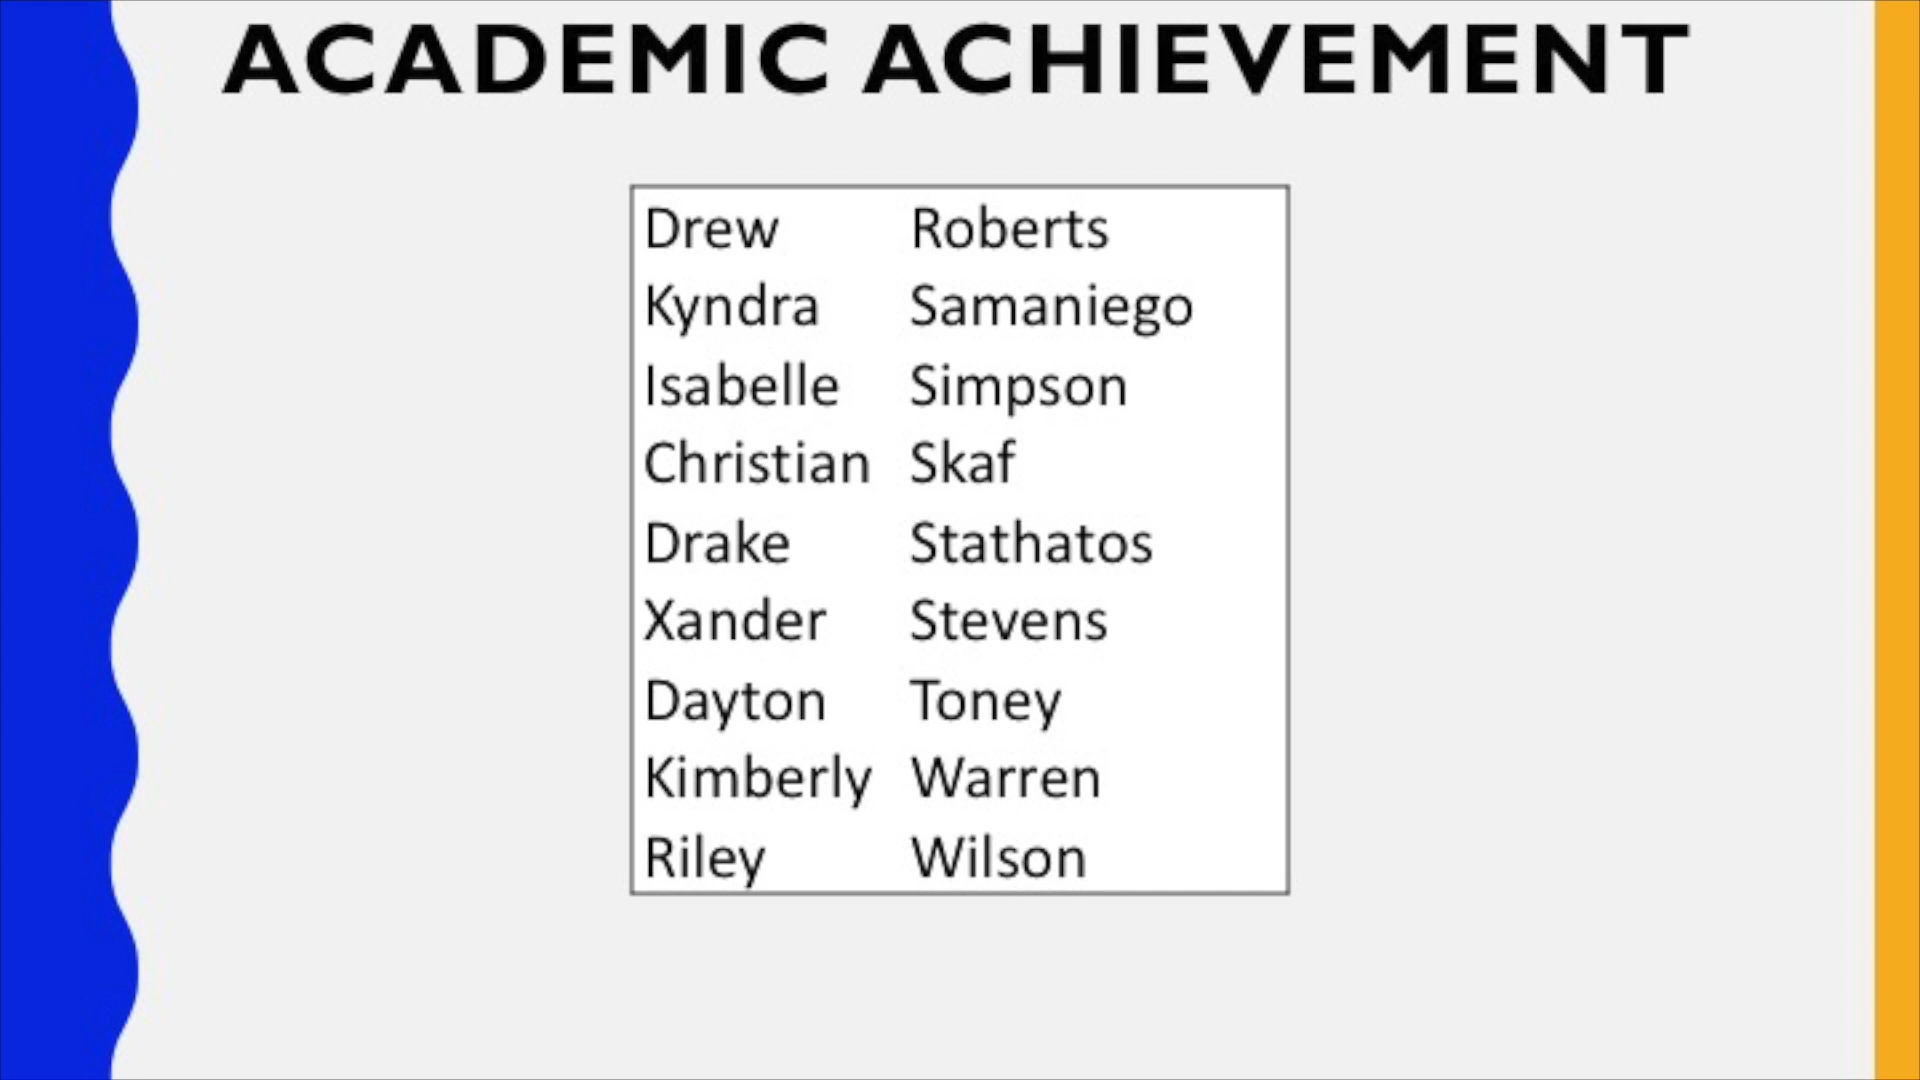 ACADEMIC ACHIEVEMENT
Drew Roberts
Kyndra Samaniego
Isabelle Simpson
Christian Skaf
Drake Stathatos
Xander Stevens
Dayton Toney
Kimberly Warren
Riley Wilson